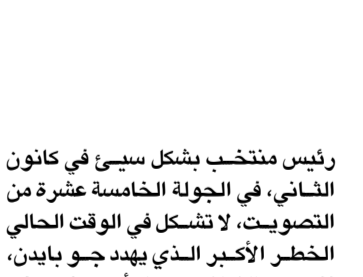 رئيس منتخب بشكل سيئ في كانون
الثاني، في الجولة الخامسة عشرة من
التصويت، لا تشكل في الوقت الحالي
الخطر الأكبر الذي يهدد جو بايدن،